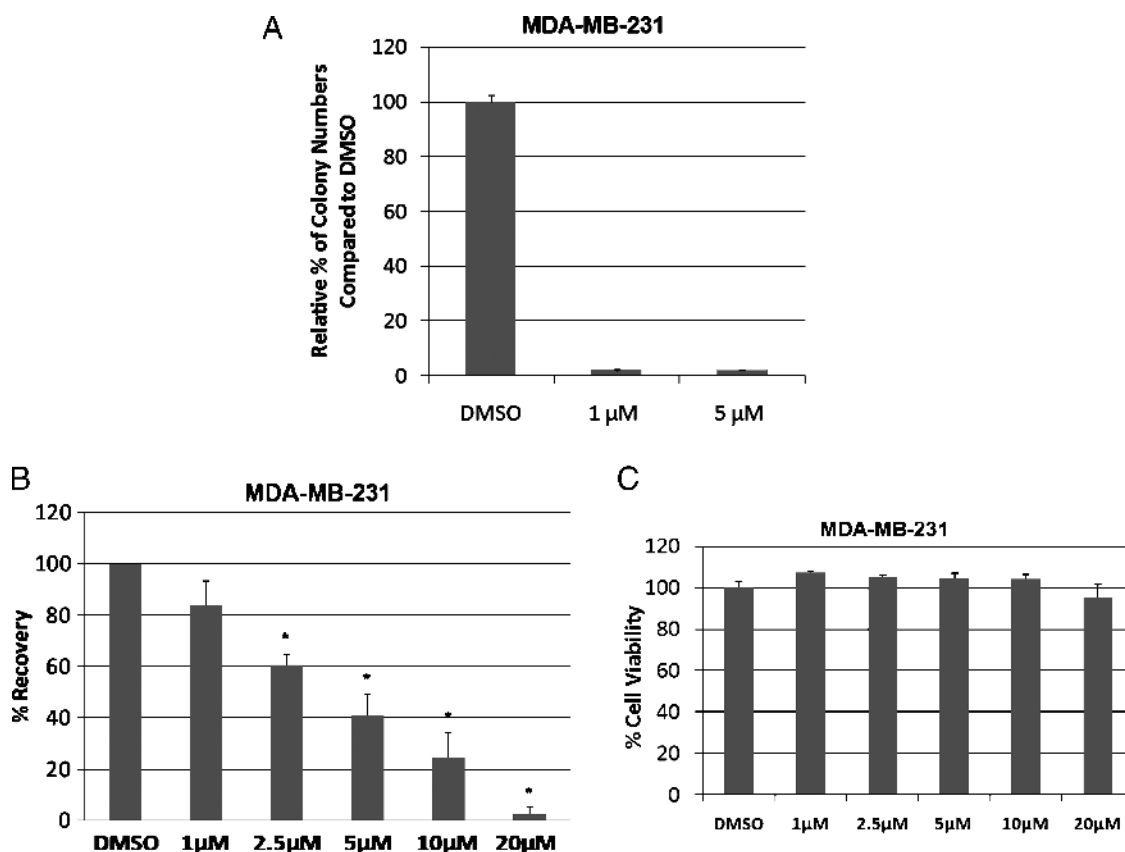 A
MDA-MB-231
Relative % of Colony Numbers
Compared to DMSO
120
100
80
60
40
20
0
DMSO 1 µM 5 µM
B
MDA-MB-231
% Recovery
120
100
80
60
40
20
0
* * * *
DMSO 1µM 2.5µM 5µM 10µM 20µM
C
MDA-MB-231
% Cell Viability
120
100
80
60
40
20
0
DMSO 1µM 2.5µM 5µM 10µM 20µM